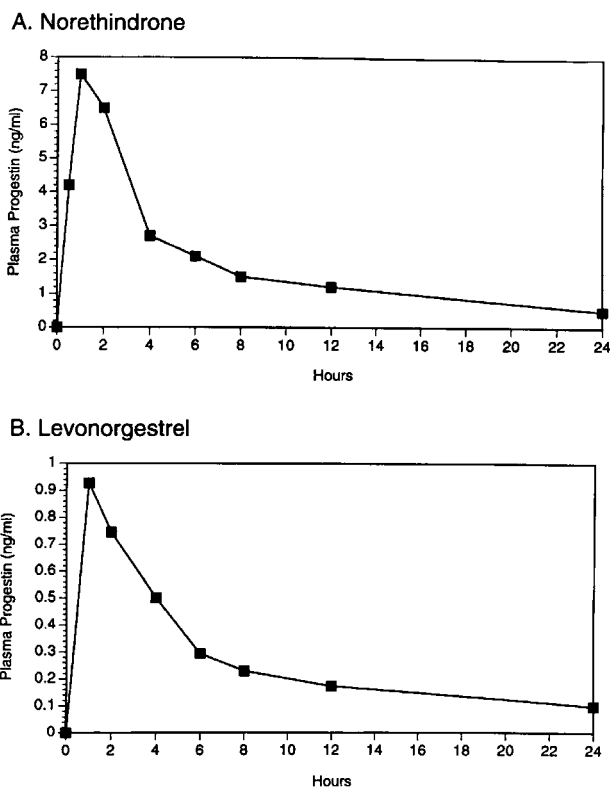 A. Norethindrone
8
7
6
5
4
3
2
1
0
Plasma Progestin (ng/ml)
0 2 4 6 8 10 12 14 16 18 20 22 24
Hours
B. Levonorgestrel
1
0.9
0.8
0.7
0.6
0.5
0.4
0.3
0.2
0.1
0
Plasma Progestin (ng/ml)
0 2 4 6 8 10 12 14 16 18 20 22 24
Hours